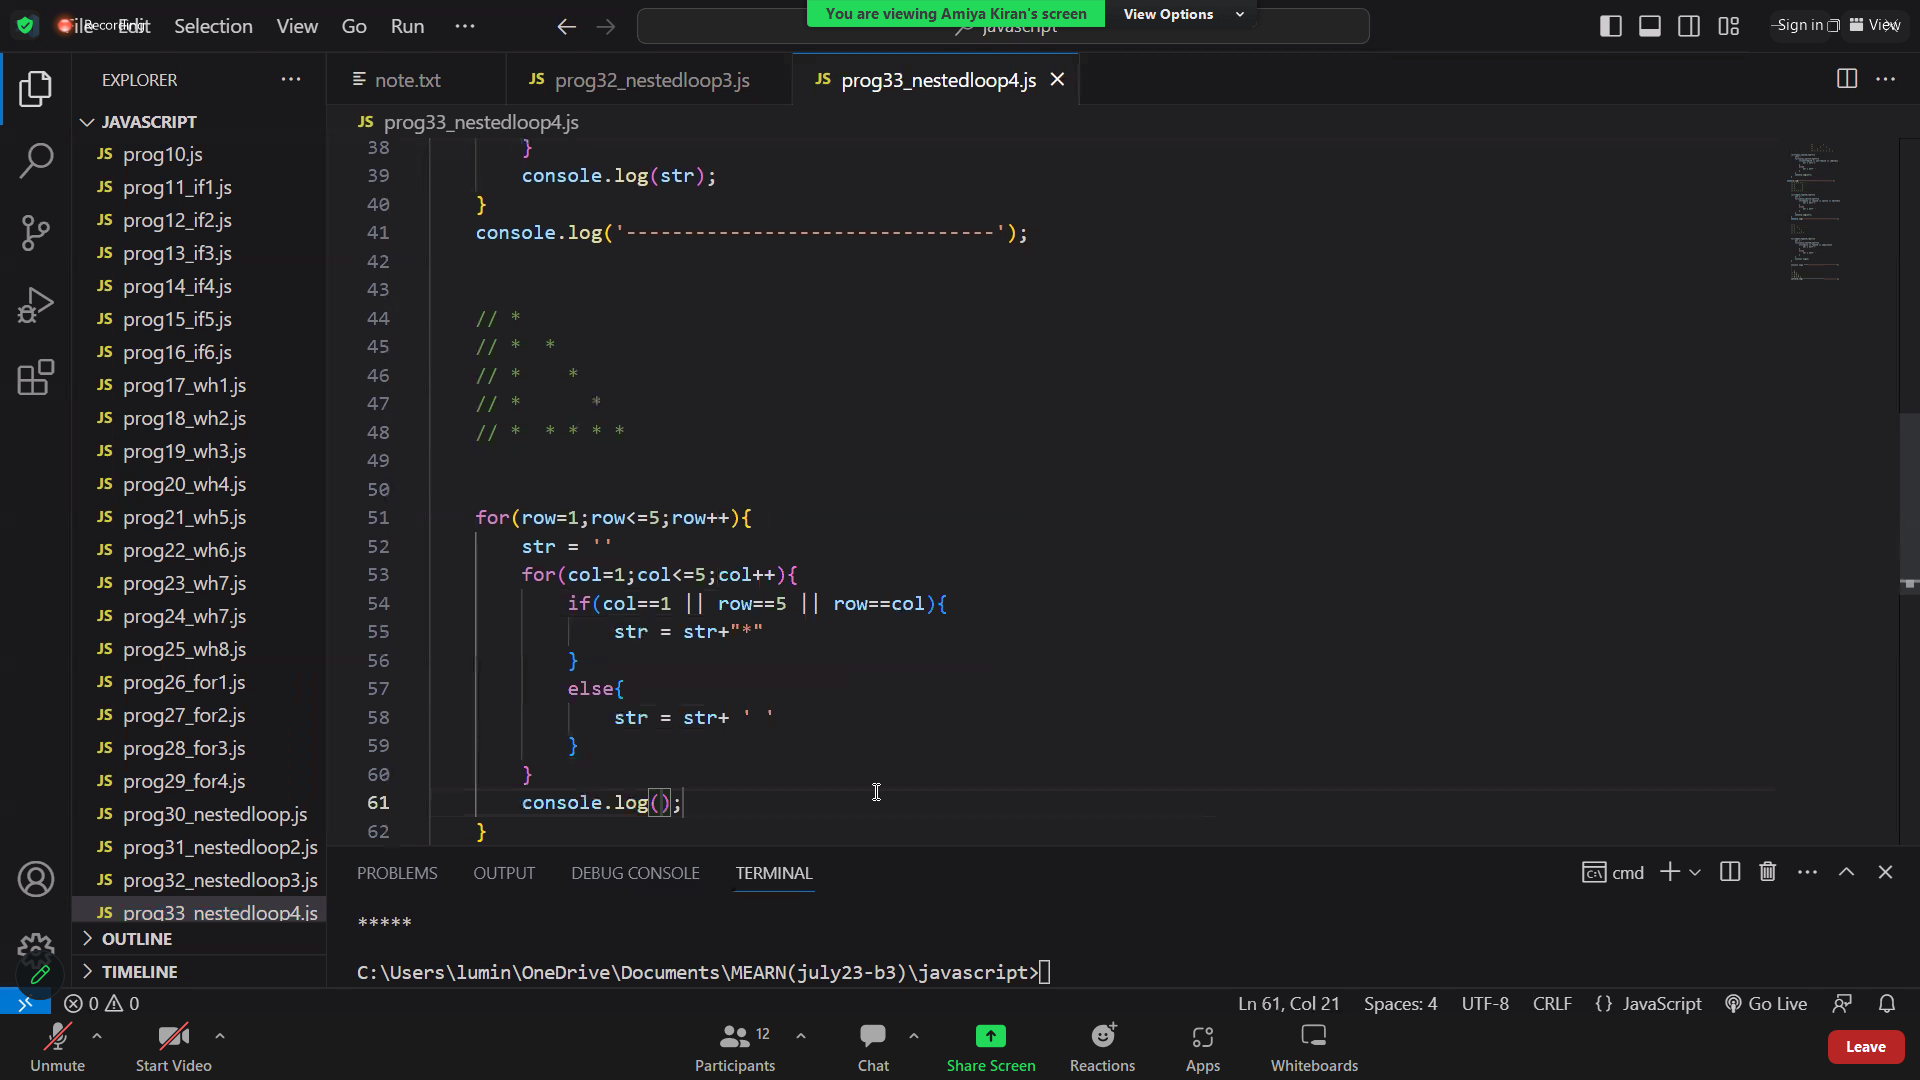 File Edit Selection View Go Run ···
Recording
You are viewing Amiya Kiran's screen View Options
javascript
Sign in View
EXPLORER ···
note.txt
JS prog32_nestedloop3.js
JS prog33_nestedloop4.js
JS prog33_nestedloop4.js
JAVASCRIPT
JS prog10.js
JS prog11_if1.js
JS prog12_if2.js
JS prog13_if3.js
JS prog14_if4.js
JS prog15_if5.js
JS prog16_if6.js
JS prog17_wh1.js
JS prog18_wh2.js
JS prog19_wh3.js
JS prog20_wh4.js
JS prog21_wh5.js
JS prog22_wh6.js
JS prog23_wh7.js
JS prog24_wh7.js
JS prog25_wh8.js
JS prog26_for1.js
JS prog27_for2.js
JS prog28_for3.js
JS prog29_for4.js
JS prog30_nestedloop.js
JS prog31_nestedloop2.js
JS prog32_nestedloop3.js
JS prog33_nestedloop4.js
OUTLINE
TIMELINE
38 }
39 console.log(str);
40 }
41 console.log('--------------------------------');
42
43
44 // *
45 // *  *
46 // *    *
47 // *      *
48 // *  * * * *
49
50
51 for(row=1;row<=5;row++){
52 str = ''
53 for(col=1;col<=5;col++){
54 if(col==1 || row==5 || row==col){
55 str = str+"*"
56 }
57 else{
58 str = str+ ' '
59 }
60 }
61 console.log();
62 }
PROBLEMS OUTPUT DEBUG CONSOLE TERMINAL
cmd
*****
C:\Users\lumin\OneDrive\Documents\MEARN(july23-b3)\javascript>
0 0
Ln 61, Col 21 Spaces: 4 UTF-8 CRLF {} JavaScript Go Live
Unmute
Start Video
Participants 12
Chat
Share Screen
Reactions
Apps
Whiteboards
Leave